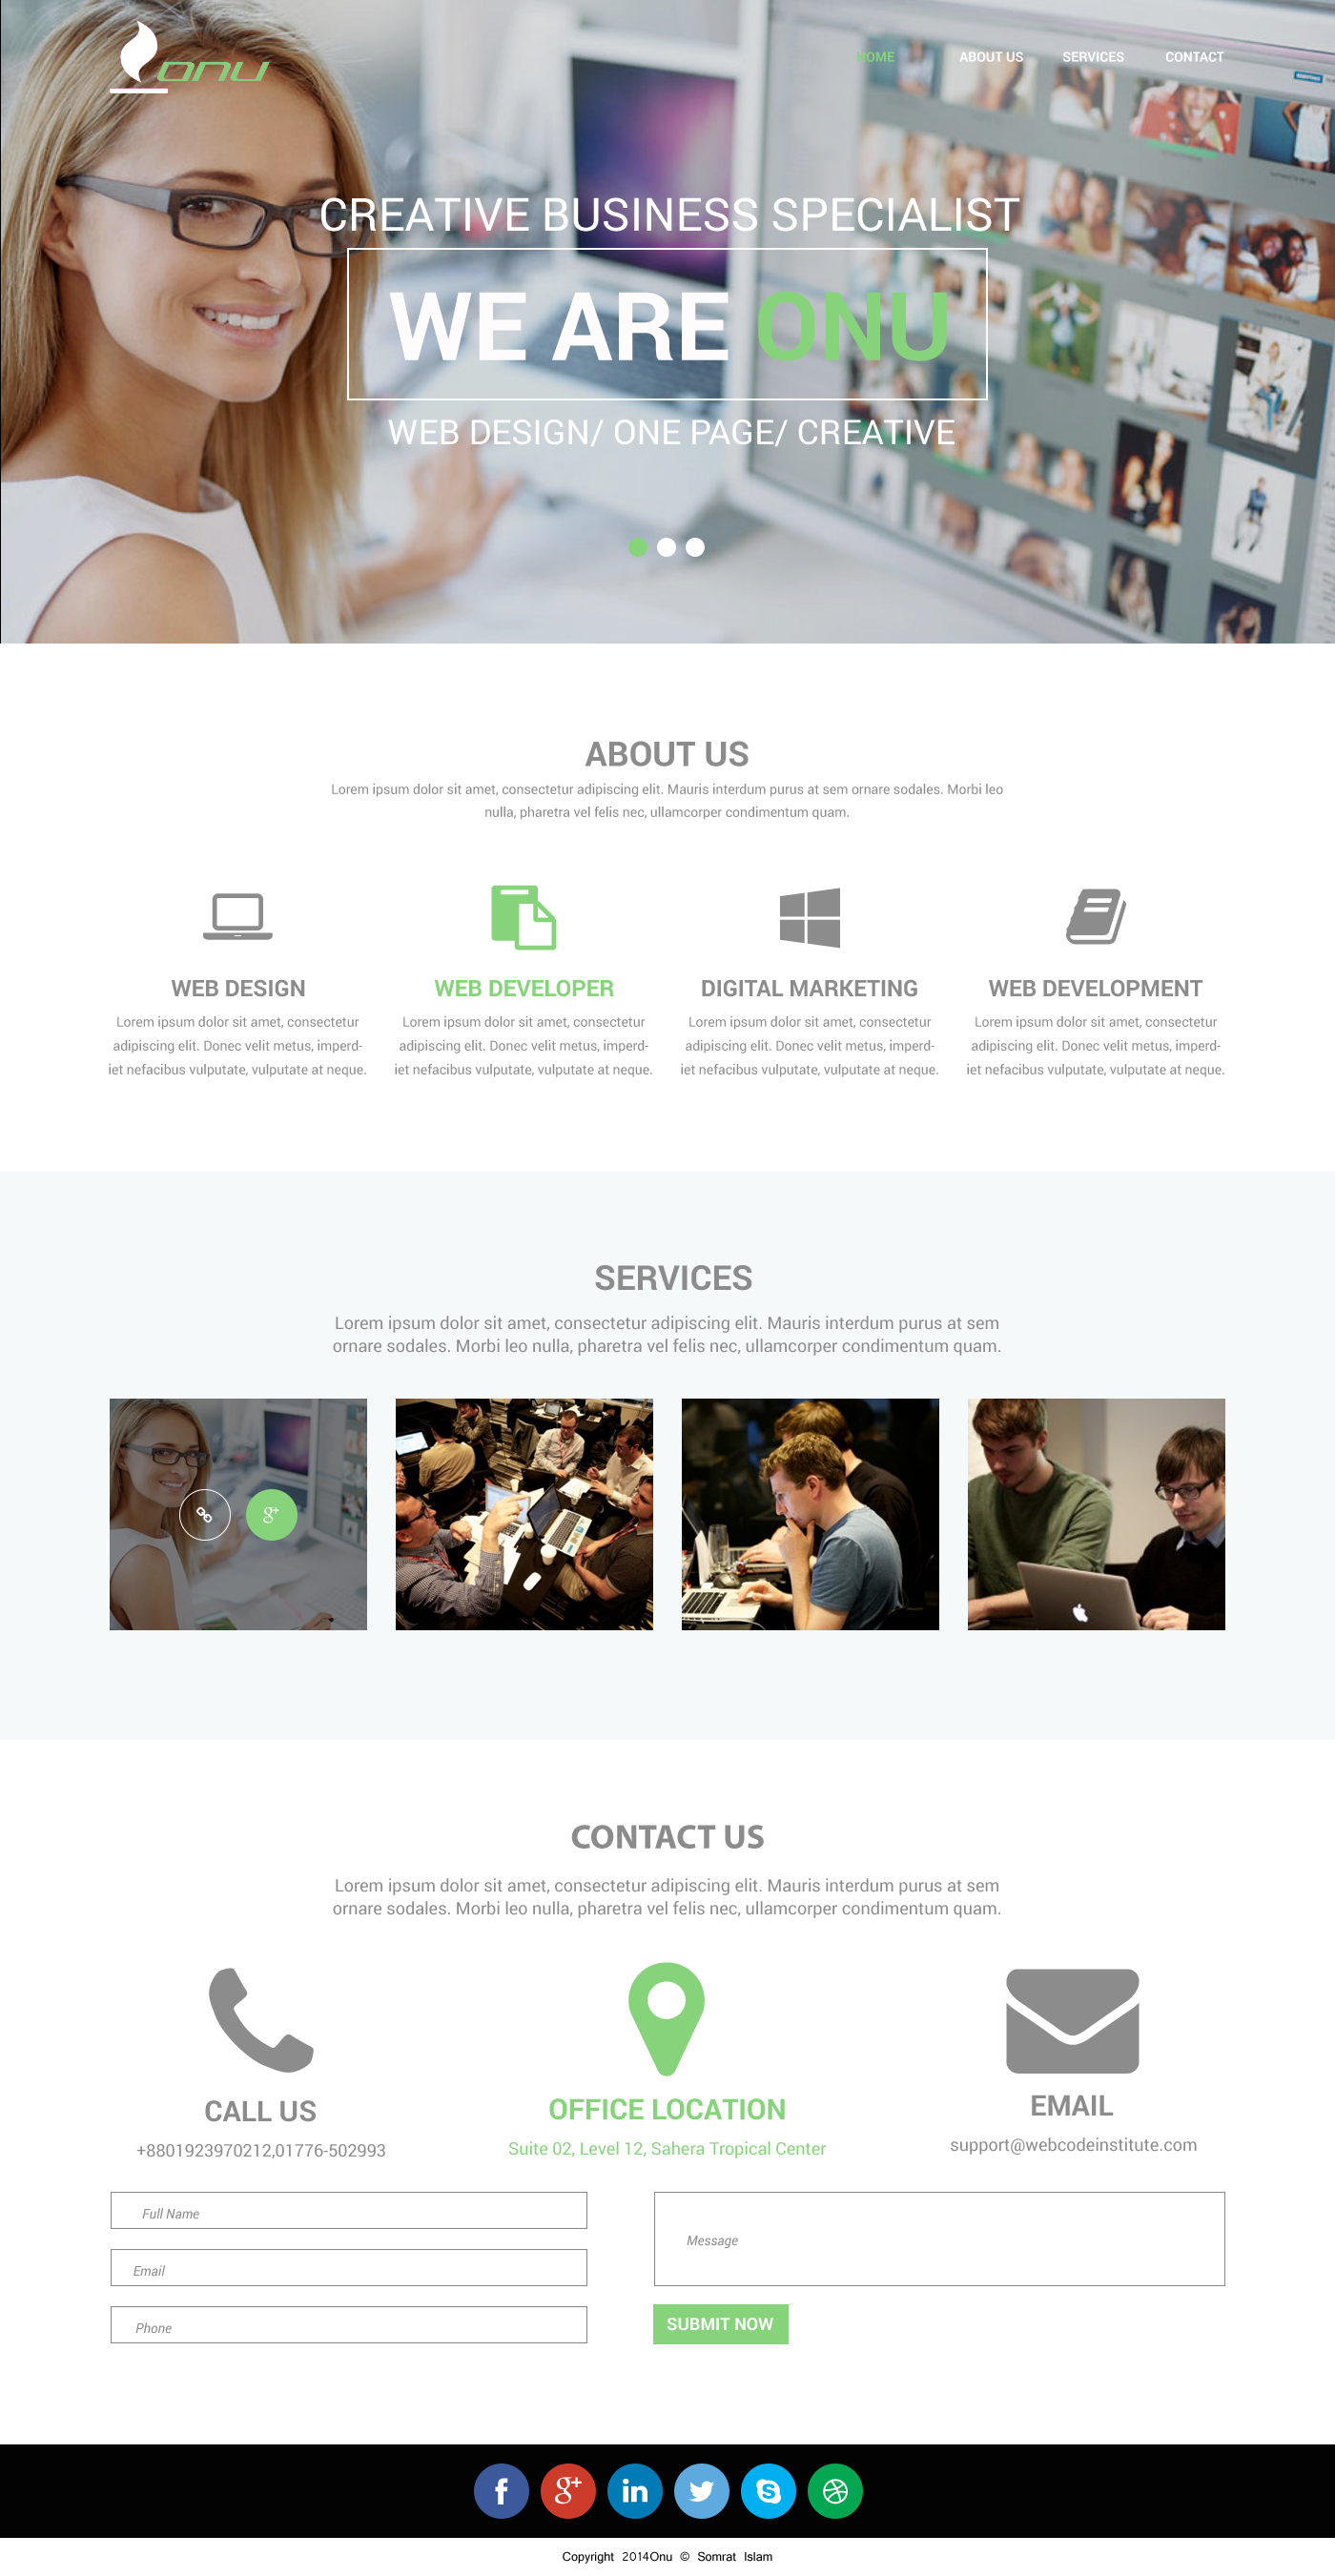 onu
HOME ABOUT US SERVICES CONTACT
CREATIVE BUSINESS SPECIALIST
WE ARE ONU
WEB DESIGN/ ONE PAGE/ CREATIVE
ABOUT US
Lorem ipsum dolor sit amet, consectetur adipiscing elit. Mauris interdum purus at sem ornare sodales. Morbi leo
nulla, pharetra vel felis nec, ullamcorper condimentum quam.
WEB DESIGN
Lorem ipsum dolor sit amet, consectetur
adipiscing elit. Donec velit metus, imperd-
iet nefacibus vulputate, vulputate at neque.
WEB DEVELOPER
Lorem ipsum dolor sit amet, consectetur
adipiscing elit. Donec velit metus, imperd-
iet nefacibus vulputate, vulputate at neque.
DIGITAL MARKETING
Lorem ipsum dolor sit amet, consectetur
adipiscing elit. Donec velit metus, imperd-
iet nefacibus vulputate, vulputate at neque.
WEB DEVELOPMENT
Lorem ipsum dolor sit amet, consectetur
adipiscing elit. Donec velit metus, imperd-
iet nefacibus vulputate, vulputate at neque.
SERVICES
Lorem ipsum dolor sit amet, consectetur adipiscing elit. Mauris interdum purus at sem
ornare sodales. Morbi leo nulla, pharetra vel felis nec, ullamcorper condimentum quam.
CONTACT US
Lorem ipsum dolor sit amet, consectetur adipiscing elit. Mauris interdum purus at sem
ornare sodales. Morbi leo nulla, pharetra vel felis nec, ullamcorper condimentum quam.
CALL US
+8801923970212,01776-502993
OFFICE LOCATION
Suite 02, Level 12, Sahera Tropical Center
EMAIL
support@webcodeinstitute.com
Full Name
Email
Phone
Message
SUBMIT NOW
Copyright 2014Onu © Somrat Islam